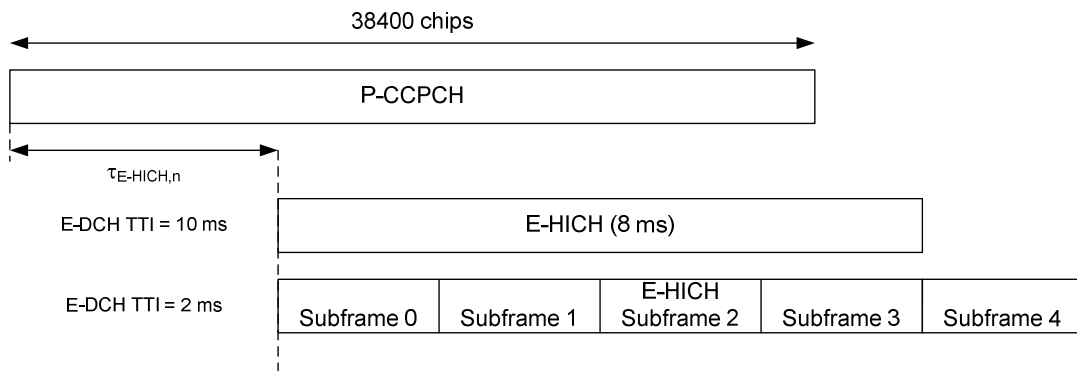 38400 chips
P-CCPCH
τE-HICH,n
E-DCH TTI = 10 ms
E-HICH (8 ms)
E-DCH TTI = 2 ms
E-HICH
Subframe 0 Subframe 1 Subframe 2 Subframe 3 Subframe 4